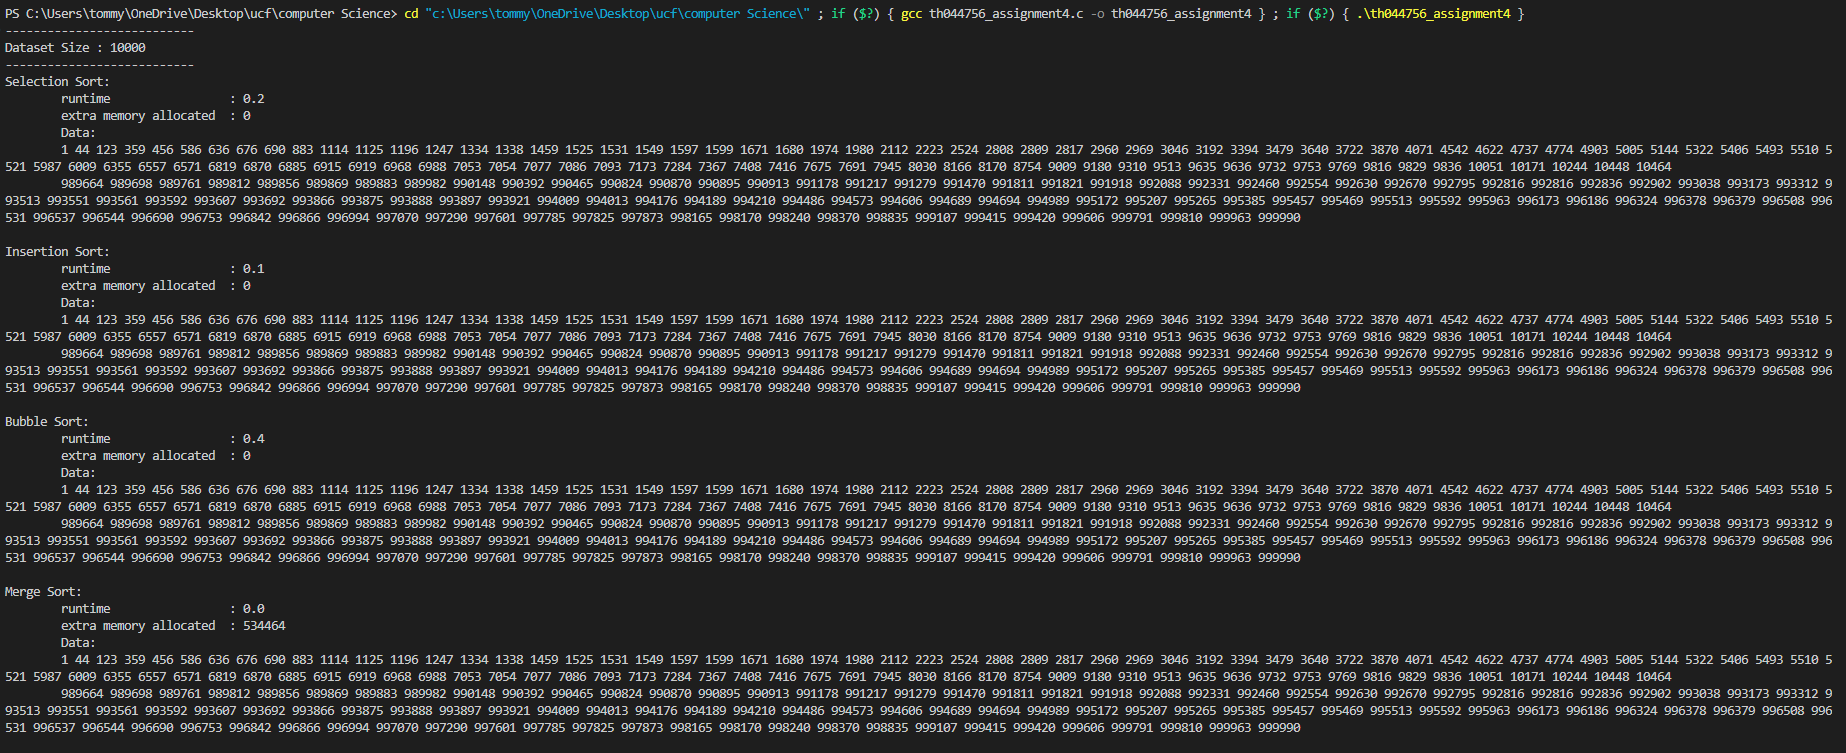 PS C:\Users\tommy\OneDrive\Desktop\ucf\computer Science> cd "c:\Users\tommy\OneDrive\Desktop\ucf\computer Science\" ; if ($?) { gcc th044756_assignment4.c -o th044756_assignment4 } ; if ($?) { .\th044756_assignment4 }
---------------------------
Dataset Size : 10000
---------------------------
Selection Sort:
runtime : 0.2
extra memory allocated : 0
Data:
1 44 123 359 456 586 636 676 690 883 1114 1125 1196 1247 1334 1338 1459 1525 1531 1549 1597 1599 1671 1680 1974 1980 2112 2223 2524 2808 2809 2817 2960 2969 3046 3192 3394 3479 3640 3722 3870 4071 4542 4622 4737 4774 4903 5005 5144 5322 5406 5493 5510 5
521 5987 6009 6355 6557 6571 6819 6870 6885 6915 6919 6968 6988 7053 7054 7077 7086 7093 7173 7284 7367 7408 7416 7675 7691 7945 8030 8166 8170 8754 9009 9180 9310 9513 9635 9636 9732 9753 9769 9816 9829 9836 10051 10171 10244 10448 10464
989664 989698 989761 989812 989856 989869 989883 989982 990148 990392 990465 990824 990870 990895 990913 991178 991217 991279 991470 991811 991821 991918 992088 992331 992460 992554 992630 992670 992795 992816 992816 992836 992902 993038 993173 993312 9
93513 993551 993561 993592 993607 993692 993866 993875 993888 993897 993921 994009 994013 994176 994189 994210 994486 994573 994606 994689 994694 994989 995172 995207 995265 995385 995457 995469 995513 995592 995963 996173 996186 996324 996378 996379 996508 996
531 996537 996544 996690 996753 996842 996866 996994 997070 997290 997601 997785 997825 997873 998165 998170 998240 998370 998835 999107 999415 999420 999606 999791 999810 999963 999990
Insertion Sort:
runtime : 0.1
extra memory allocated : 0
Data:
1 44 123 359 456 586 636 676 690 883 1114 1125 1196 1247 1334 1338 1459 1525 1531 1549 1597 1599 1671 1680 1974 1980 2112 2223 2524 2808 2809 2817 2960 2969 3046 3192 3394 3479 3640 3722 3870 4071 4542 4622 4737 4774 4903 5005 5144 5322 5406 5493 5510 5
521 5987 6009 6355 6557 6571 6819 6870 6885 6915 6919 6968 6988 7053 7054 7077 7086 7093 7173 7284 7367 7408 7416 7675 7691 7945 8030 8166 8170 8754 9009 9180 9310 9513 9635 9636 9732 9753 9769 9816 9829 9836 10051 10171 10244 10448 10464
989664 989698 989761 989812 989856 989869 989883 989982 990148 990392 990465 990824 990870 990895 990913 991178 991217 991279 991470 991811 991821 991918 992088 992331 992460 992554 992630 992670 992795 992816 992816 992836 992902 993038 993173 993312 9
93513 993551 993561 993592 993607 993692 993866 993875 993888 993897 993921 994009 994013 994176 994189 994210 994486 994573 994606 994689 994694 994989 995172 995207 995265 995385 995457 995469 995513 995592 995963 996173 996186 996324 996378 996379 996508 996
531 996537 996544 996690 996753 996842 996866 996994 997070 997290 997601 997785 997825 997873 998165 998170 998240 998370 998835 999107 999415 999420 999606 999791 999810 999963 999990
Bubble Sort:
runtime : 0.4
extra memory allocated : 0
Data:
1 44 123 359 456 586 636 676 690 883 1114 1125 1196 1247 1334 1338 1459 1525 1531 1549 1597 1599 1671 1680 1974 1980 2112 2223 2524 2808 2809 2817 2960 2969 3046 3192 3394 3479 3640 3722 3870 4071 4542 4622 4737 4774 4903 5005 5144 5322 5406 5493 5510 5
521 5987 6009 6355 6557 6571 6819 6870 6885 6915 6919 6968 6988 7053 7054 7077 7086 7093 7173 7284 7367 7408 7416 7675 7691 7945 8030 8166 8170 8754 9009 9180 9310 9513 9635 9636 9732 9753 9769 9816 9829 9836 10051 10171 10244 10448 10464
989664 989698 989761 989812 989856 989869 989883 989982 990148 990392 990465 990824 990870 990895 990913 991178 991217 991279 991470 991811 991821 991918 992088 992331 992460 992554 992630 992670 992795 992816 992816 992836 992902 993038 993173 993312 9
93513 993551 993561 993592 993607 993692 993866 993875 993888 993897 993921 994009 994013 994176 994189 994210 994486 994573 994606 994689 994694 994989 995172 995207 995265 995385 995457 995469 995513 995592 995963 996173 996186 996324 996378 996379 996508 996
531 996537 996544 996690 996753 996842 996866 996994 997070 997290 997601 997785 997825 997873 998165 998170 998240 998370 998835 999107 999415 999420 999606 999791 999810 999963 999990
Merge Sort:
runtime : 0.0
extra memory allocated : 534464
Data:
1 44 123 359 456 586 636 676 690 883 1114 1125 1196 1247 1334 1338 1459 1525 1531 1549 1597 1599 1671 1680 1974 1980 2112 2223 2524 2808 2809 2817 2960 2969 3046 3192 3394 3479 3640 3722 3870 4071 4542 4622 4737 4774 4903 5005 5144 5322 5406 5493 5510 5
521 5987 6009 6355 6557 6571 6819 6870 6885 6915 6919 6968 6988 7053 7054 7077 7086 7093 7173 7284 7367 7408 7416 7675 7691 7945 8030 8166 8170 8754 9009 9180 9310 9513 9635 9636 9732 9753 9769 9816 9829 9836 10051 10171 10244 10448 10464
989664 989698 989761 989812 989856 989869 989883 989982 990148 990392 990465 990824 990870 990895 990913 991178 991217 991279 991470 991811 991821 991918 992088 992331 992460 992554 992630 992670 992795 992816 992816 992836 992902 993038 993173 993312 9
93513 993551 993561 993592 993607 993692 993866 993875 993888 993897 993921 994009 994013 994176 994189 994210 994486 994573 994606 994689 994694 994989 995172 995207 995265 995385 995457 995469 995513 995592 995963 996173 996186 996324 996378 996379 996508 996
531 996537 996544 996690 996753 996842 996866 996994 997070 997290 997601 997785 997825 997873 998165 998170 998240 998370 998835 999107 999415 999420 999606 999791 999810 999963 999990